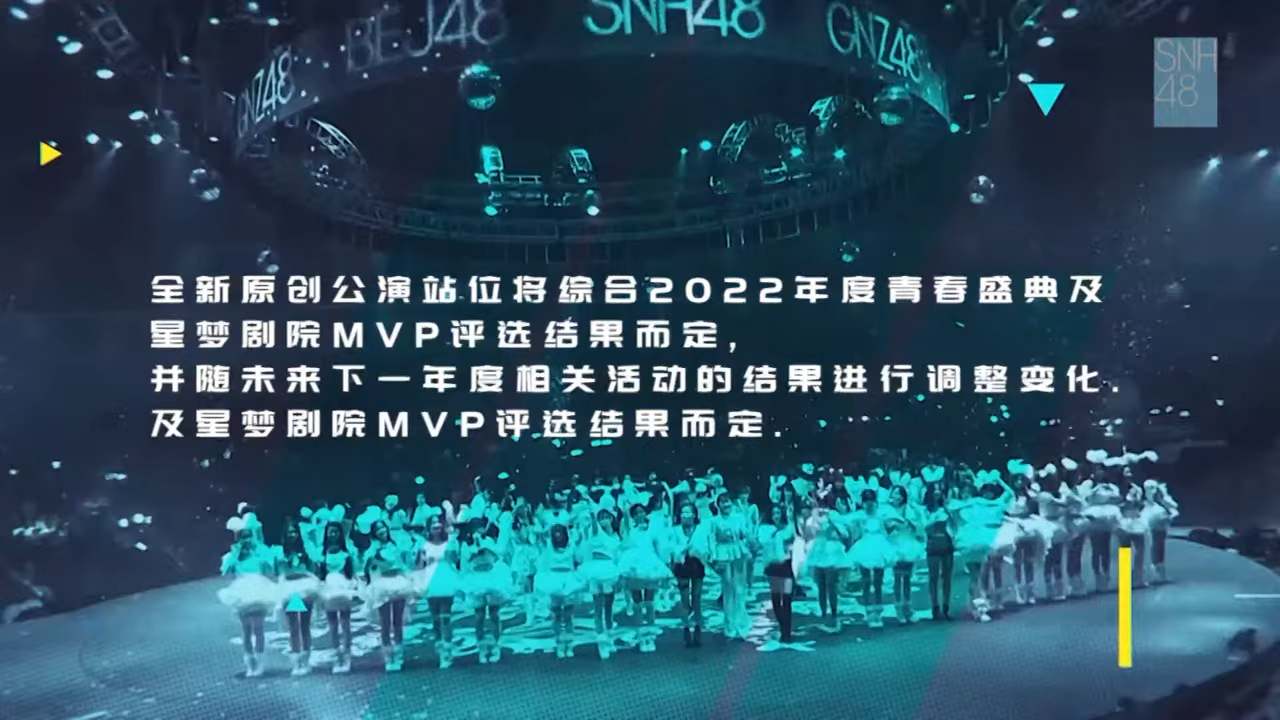 BEJ48
SNH48
GNZ48
GNZ48
SNH
48
全新原创公演站位将综合2022年度青春盛典及
星梦剧院MVP评选结果而定,
并随未来下一年度相关活动的结果进行调整变化.
及星梦剧院MVP评选结果而定.